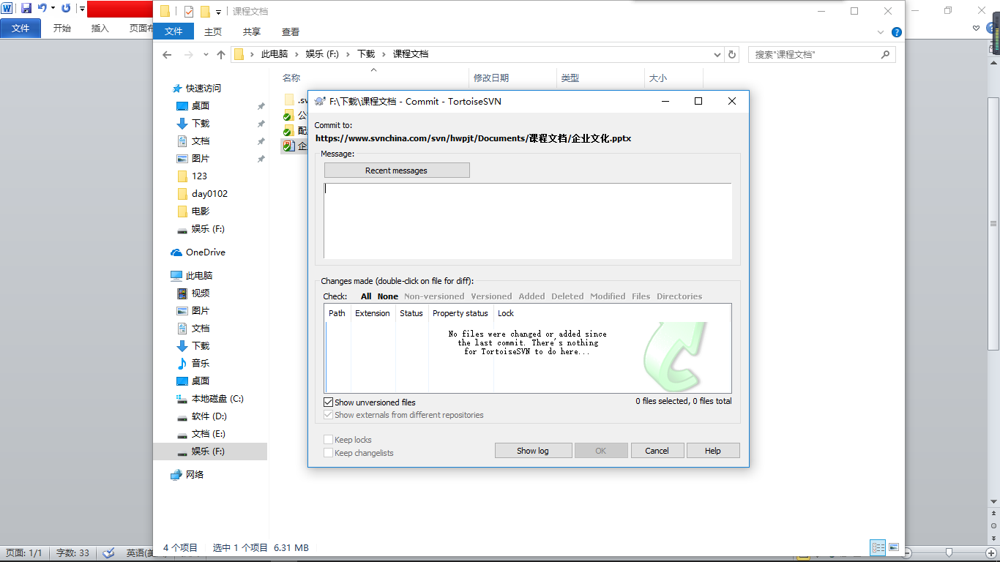 课程文档
文件 开始 插入 页面布
文件 主页 共享 查看
此电脑 娱乐 (F:) 下载 课程文档
搜索"课程文档"
名称 修改日期 类型 大小
快速访问
桌面
下载
文档
图片
123
day0102
电影
娱乐 (F:)
OneDrive
此电脑
视频
图片
文档
下载
音乐
桌面
本地磁盘 (C:)
软件 (D:)
文档 (E:)
娱乐 (F:)
网络
.sv
公
配
企
F:\下载\课程文档 - Commit - TortoiseSVN
Commit to:
https://www.svnchina.com/svn/hwpjt/Documents/课程文档/企业文化.pptx
Message:
Recent messages
Changes made (double-click on file for diff):
Check: All None Non-versioned Versioned Added Deleted Modified Files Directories
Path Extension Status Property status Lock
No files were changed or added since
the last commit. There's nothing
for TortoiseSVN to do here...
Show unversioned files
0 files selected, 0 files total
Show externals from different repositories
Keep locks
Keep changelists
Show log OK Cancel Help
4 个项目 选中 1 个项目 6.31 MB
页面: 1/1 字数: 33 英语(美